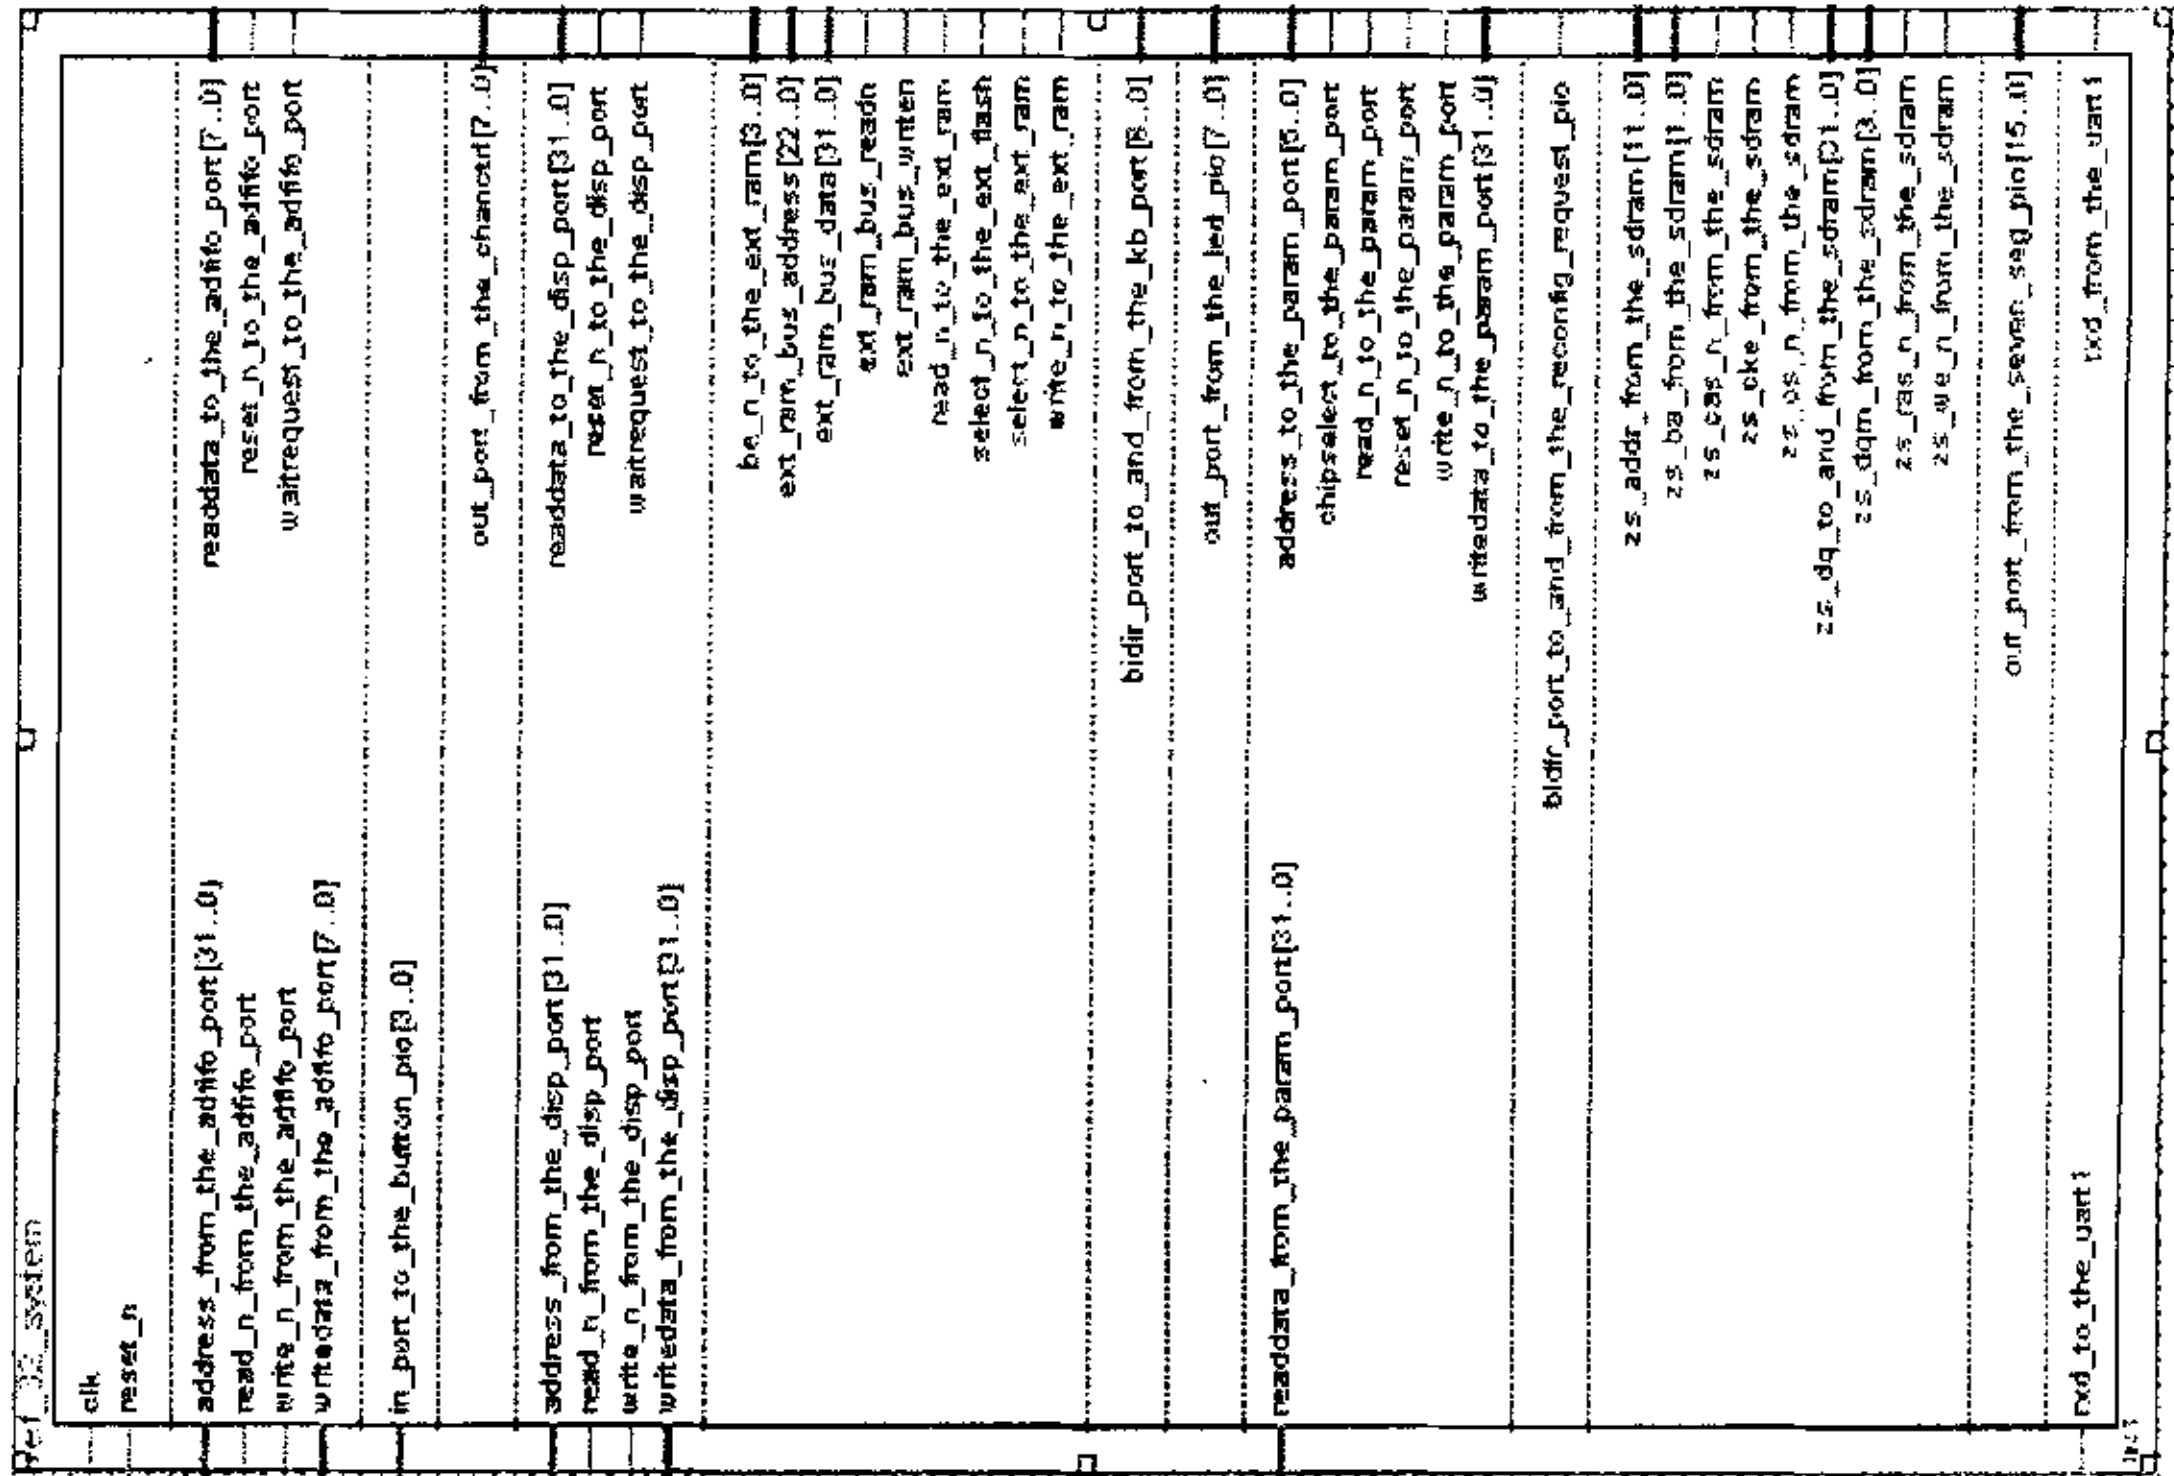 clk
reset_n
address_from_the_adfifo_port[31..0] readdata_to_the_adfifo_port[7..0]
read_n_from_the_adfifo_port reset_n_to_the_adfifo_port
write_n_from_the_adfifo_port waitrequest_to_the_adfifo_port
writedata_from_the_adfifo_port[7..0]
in_port_to_the_button_pio[3..0]
out_port_from_the_chanctrl[7..0]
address_from_the_disp_port[31..0] readdata_to_the_disp_port[31..0]
read_n_from_the_disp_port reset_n_to_the_disp_port
write_n_from_the_disp_port waitrequest_to_the_disp_port
writedata_from_the_disp_port[31..0]
be_n_to_the_ext_ram[3..0]
ext_ram_bus_address[22..0]
ext_ram_bus_data[31..0]
ext_ram_bus_readn
ext_ram_bus_writen
read_n_to_the_ext_ram
select_n_to_the_ext_flash
select_n_to_the_ext_ram
write_n_to_the_ext_ram
bidir_port_to_and_from_the_kb_port[8..0]
out_port_from_the_led_pio[7..0]
readdata_from_the_param_port[31..0] address_to_the_param_port[5..0]
chipselect_to_the_param_port
read_n_to_the_param_port
reset_n_to_the_param_port
write_n_to_the_param_port
writedata_to_the_param_port[31..0]
bidir_port_to_and_from_the_reconfig_request_pio
zs_addr_from_the_sdram[11..0]
zs_ba_from_the_sdram[1..0]
zs_cas_n_from_the_sdram
zs_cke_from_the_sdram
zs_cs_n_from_the_sdram
zs_dq_to_and_from_the_sdram[31..0]
zs_dqm_from_the_sdram[3..0]
zs_ras_n_from_the_sdram
zs_we_n_from_the_sdram
out_port_from_the_seven_seg_pio[15..0]
rxd_to_the_uart1 txd_from_the_uart1